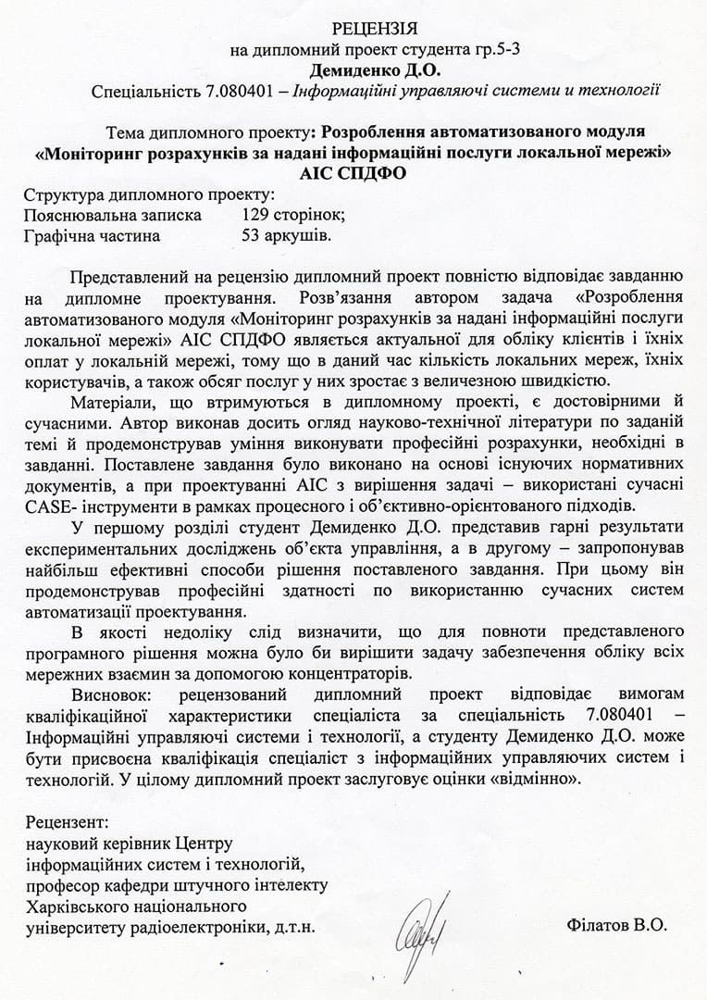 РЕЦЕНЗІЯ
на дипломний проект студента гр.5-3
Демиденко Д.О.
Спеціальність 7.080401 – Інформаційні управляючі системи и технології
Тема дипломного проекту: Розроблення автоматизованого модуля
«Моніторинг розрахунків за надані інформаційні послуги локальної мережі»
АІС СПДФО
Структура дипломного проекту:
Пояснювальна записка 129 сторінок;
Графічна частина 53 аркушів.
Представлений на рецензію дипломний проект повністю відповідає завданню
на дипломне проектування. Розв’язання автором задача «Розроблення
автоматизованого модуля «Моніторинг розрахунків за надані інформаційні послуги
локальної мережі» АІС СПДФО являється актуальної для обліку клієнтів і їхніх
оплат у локальній мережі, тому що в даний час кількість локальних мереж, їхніх
користувачів, а також обсяг послуг у них зростає з величезною швидкістю.
Матеріали, що втримуються в дипломному проекті, є достовірними й
сучасними. Автор виконав досить огляд науково-технічної літератури по заданій
темі й продемонстрував уміння виконувати професійні розрахунки, необхідні в
завданні. Поставлене завдання було виконано на основі існуючих нормативних
документів, а при проектуванні АІС з вирішення задачі – використані сучасні
CASE- інструменти в рамках процесного і об’єктивно-орієнтованого підходів.
У першому розділі студент Демиденко Д.О. представив гарні результати
експериментальних досліджень об’єкта управління, а в другому – запропонував
найбільш ефективні способи рішення поставленого завдання. При цьому він
продемонстрував професійні здатності по використанню сучасних систем
автоматизації проектування.
В якості недоліку слід визначити, що для повноти представленого
програмного рішення можна було би вирішити задачу забезпечення обліку всіх
мережних взаємин за допомогою концентраторів.
Висновок: рецензований дипломний проект відповідає вимогам
кваліфікаційної характеристики спеціаліста за спеціальність 7.080401 –
Інформаційні управляючі системи і технології, а студенту Демиденко Д.О. може
бути присвоєна кваліфікація спеціаліст з інформаційних управляючих систем і
технологій. У цілому дипломний проект заслуговує оцінки «відмінно».
Рецензент:
науковий керівник Центру
інформаційних систем і технологій,
професор кафедри штучного інтелекту
Харківського національного
університету радіоелектроніки, д.т.н. Філатов В.О.